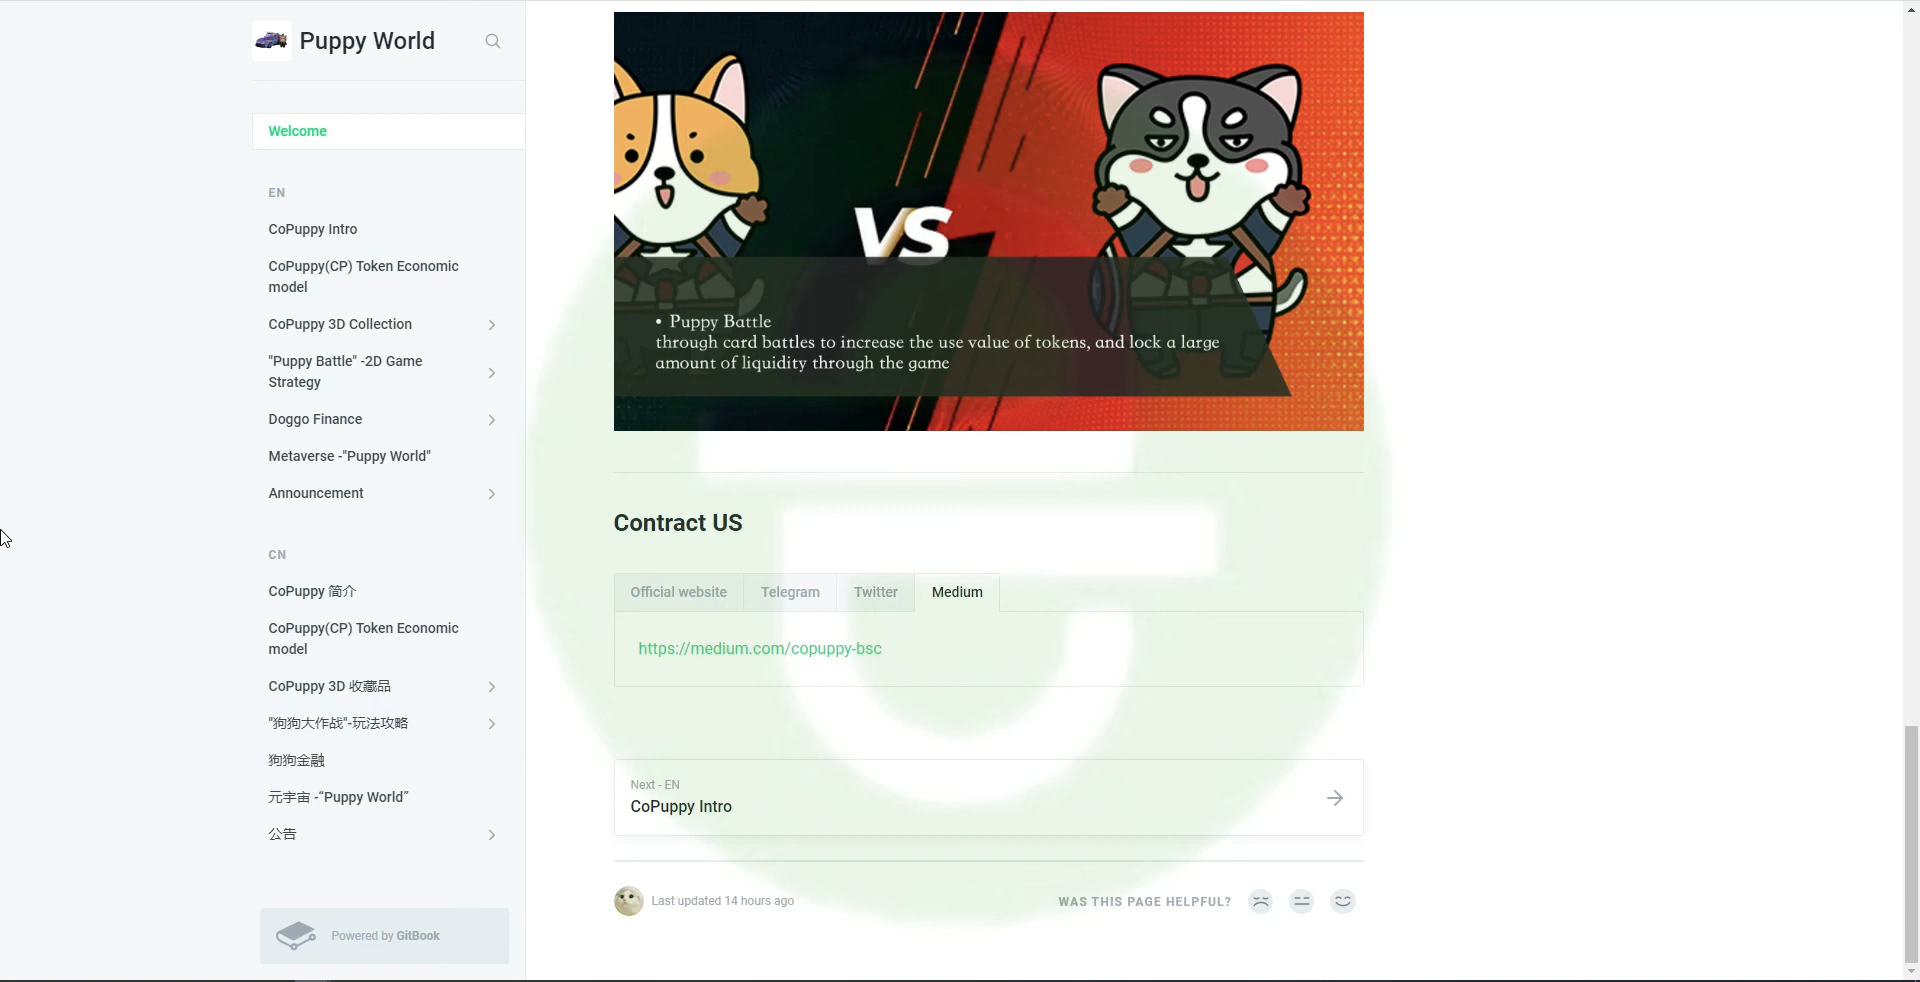 Puppy World
Welcome
EN
CoPuppy Intro
CoPuppy(CP) Token Economic
model
CoPuppy 3D Collection
"Puppy Battle" -2D Game
Strategy
Doggo Finance
Metaverse -"Puppy World"
Announcement
CN
CoPuppy 简介
CoPuppy(CP) Token Economic
model
CoPuppy 3D 收藏品
"狗狗大作战"-玩法攻略
狗狗金融
元宇宙 -“Puppy World”
公告
Powered by GitBook
VS
• Puppy Battle
through card battles to increase the use value of tokens, and lock a large
amount of liquidity through the game
Contract US
Official website Telegram Twitter Medium
https://medium.com/copuppy-bsc
Next - EN
CoPuppy Intro
Last updated 14 hours ago
WAS THIS PAGE HELPFUL?